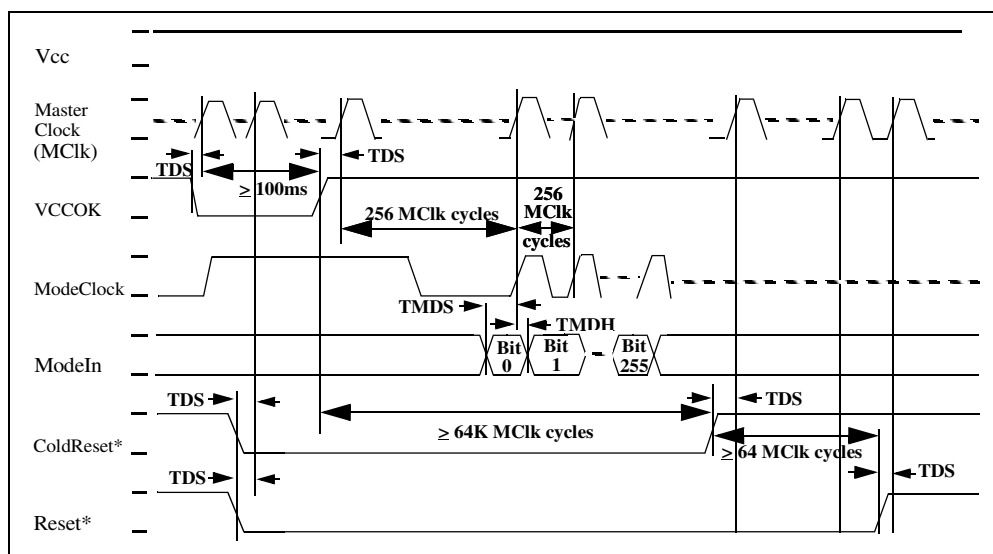 Vcc
Master
Clock
(MClk)
TDS
TDS
≥ 100ms
VCCOK
256 MClk cycles
256
MClk
cycles
ModeClock
TMDS
TMDH
ModeIn
Bit
0
Bit
1
Bit
255
TDS
TDS
ColdReset*
≥ 64K MClk cycles
≥ 64 MClk cycles
TDS
TDS
Reset*